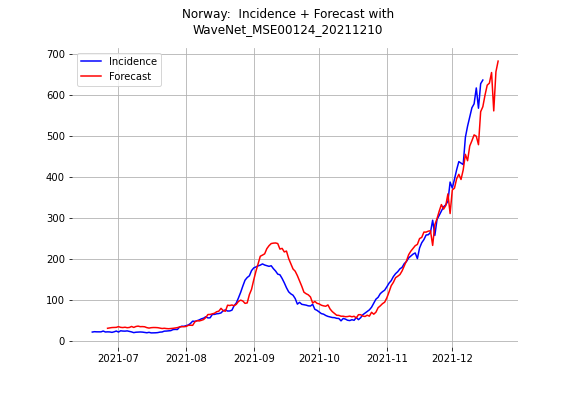 Norway:  Incidence + Forecast with
WaveNet_MSE00124_20211210
Incidence
Forecast
700
600
500
400
300
200
100
0
2021-07 2021-08 2021-09 2021-10 2021-11 2021-12